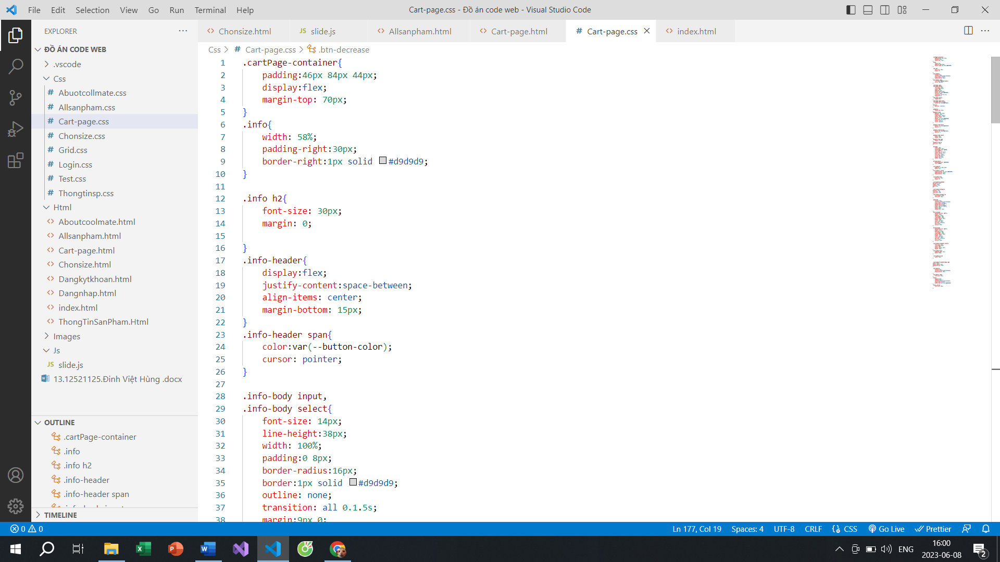 File Edit Selection View Go Run Terminal Help
Cart-page.css - Đồ án code web - Visual Studio Code
EXPLORER
ĐỒ ÁN CODE WEB
.vscode
Css
# Abuotcollmate.css
# Allsanpham.css
# Cart-page.css
# Chonsize.css
# Grid.css
# Login.css
# Test.css
# Thongtinsp.css
Html
<> Aboutcoolmate.html
<> Allsanpham.html
<> Cart-page.html
<> Chonsize.html
<> Dangkytkhoan.html
<> Dangnhap.html
<> index.html
<> ThongTinSanPham.Html
Images
Js
JS slide.js
13.12521125.Đinh Việt Hùng .docx
OUTLINE
.cartPage-container
.info
.info h2
.info-header
.info-header span
TIMELINE
<> Chonsize.html JS slide.js <> Allsanpham.html <> Cart-page.html # Cart-page.css <> index.html
Css > # Cart-page.css > .btn-decrease
1 .cartPage-container{
2 padding:46px 84px 44px;
3 display:flex;
4 margin-top: 70px;
5 }
6 .info{
7 width: 58%;
8 padding-right:30px;
9 border-right:1px solid #d9d9d9;
10 }
11
12 .info h2{
13 font-size: 30px;
14 margin: 0;
15
16 }
17 .info-header{
18 display:flex;
19 justify-content:space-between;
20 align-items: center;
21 margin-bottom: 15px;
22 }
23 .info-header span{
24 color:var(--button-color);
25 cursor: pointer;
26 }
27
28 .info-body input,
29 .info-body select{
30 font-size: 14px;
31 line-height:38px;
32 width: 100%;
33 padding:0 8px;
34 border-radius:16px;
35 border:1px solid #d9d9d9;
36 outline: none;
37 transition: all 0.1.5s;
38 margin:9px 0;
0 0
Ln 177, Col 19 Spaces: 4 UTF-8 CRLF CSS Go Live Prettier
ENG
16:00
2023-06-08
2